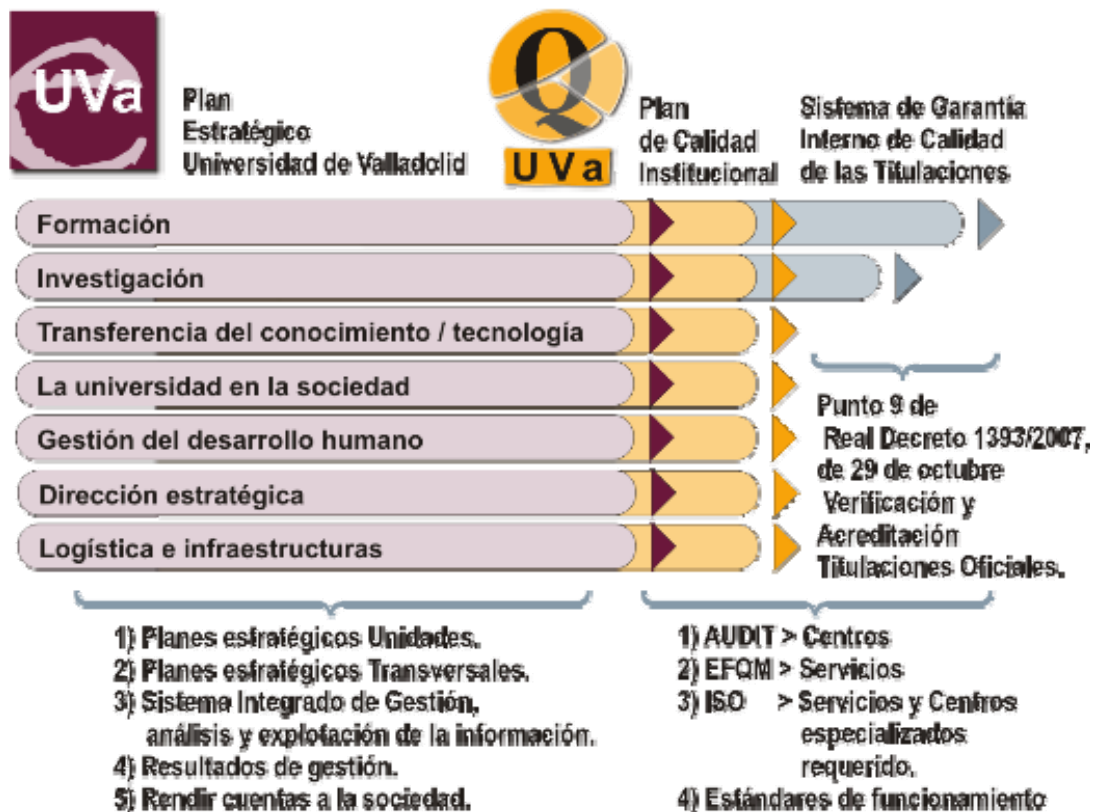 UVa
Plan
Estratégico
Universidad de Valladolid
Q
UVa
Plan
de Calidad
Institucional
Sistema de Garantía
Interno de Calidad
de las Titulaciones
Formación
Investigación
Transferencia del conocimiento / tecnología
La universidad en la sociedad
Gestión del desarrollo humano
Dirección estratégica
Logística e infraestructuras
Punto 9 de
Real Decreto 1393/2007,
de 29 de octubre
Verificación y
Acreditación
Titulaciones Oficiales.
1) Planes estratégicos Unidades.
2) Planes estratégicos Transversales.
3) Sistema Integrado de Gestión,
análisis y explotación de la información.
4) Resultados de gestión.
5) Rendir cuentas a la sociedad.
1) AUDIT > Centros
2) EFQM > Servicios
3) ISO > Servicios y Centros
especializados
requerido.
4) Estándares de funcionamiento